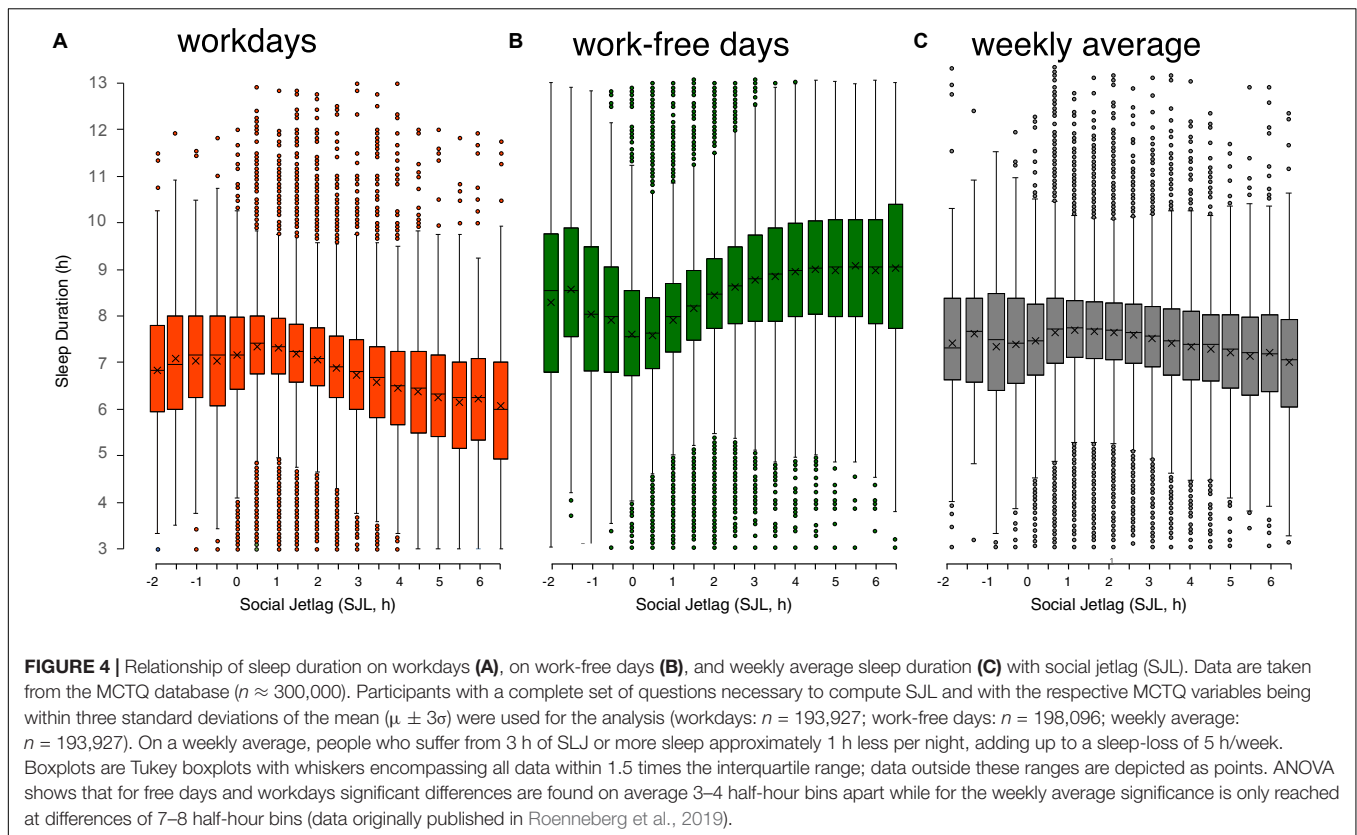 A workdays
B work-free days
C weekly average
Sleep Duration (h)
13
12
11
10
9
8
7
6
5
4
3
-2 -1 0 1 2 3 4 5 6
Social Jetlag (SJL, h)
-2 -1 0 1 2 3 4 5 6
Social Jetlag (SJL, h)
-2 -1 0 1 2 3 4 5 6
Social Jetlag (SJL, h)
FIGURE 4 | Relationship of sleep duration on workdays (A), on work-free days (B), and weekly average sleep duration (C) with social jetlag (SJL). Data are taken
from the MCTQ database (n ≈ 300,000). Participants with a complete set of questions necessary to compute SJL and with the respective MCTQ variables being
within three standard deviations of the mean (μ ± 3σ) were used for the analysis (workdays: n = 193,927; work-free days: n = 198,096; weekly average:
n = 193,927). On a weekly average, people who suffer from 3 h of SLJ or more sleep approximately 1 h less per night, adding up to a sleep-loss of 5 h/week.
Boxplots are Tukey boxplots with whiskers encompassing all data within 1.5 times the interquartile range; data outside these ranges are depicted as points. ANOVA
shows that for free days and workdays significant differences are found on average 3–4 half-hour bins apart while for the weekly average significance is only reached
at differences of 7–8 half-hour bins (data originally published in Roenneberg et al., 2019).